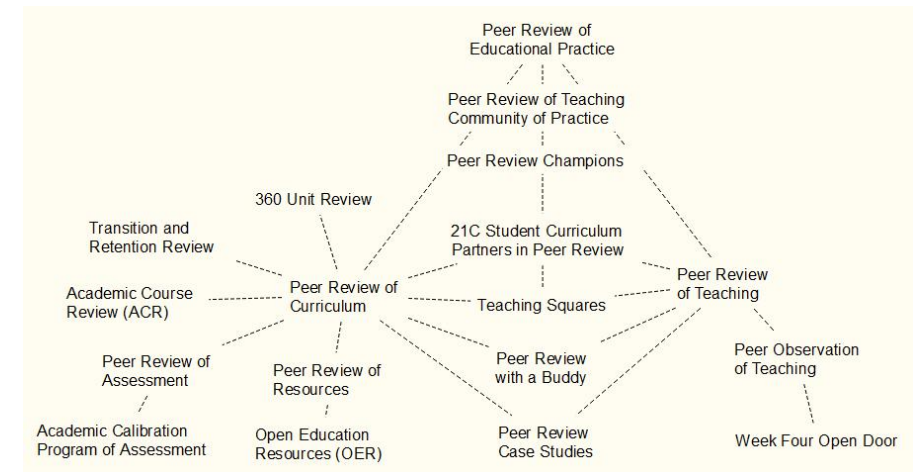 Peer Review of
Educational Practice
Peer Review of Teaching
Community of Practice
Peer Review Champions
360 Unit Review
Transition and
Retention Review
21C Student Curriculum
Partners in Peer Review
Peer Review of
Curriculum
Peer Review
of Teaching
Academic Course
Review (ACR)
Teaching Squares
Peer Review of
Assessment
Peer Review of
Resources
Peer Review
with a Buddy
Peer Observation
of Teaching
Academic Calibration
Program of Assessment
Open Education
Resources (OER)
Peer Review
Case Studies
Week Four Open Door